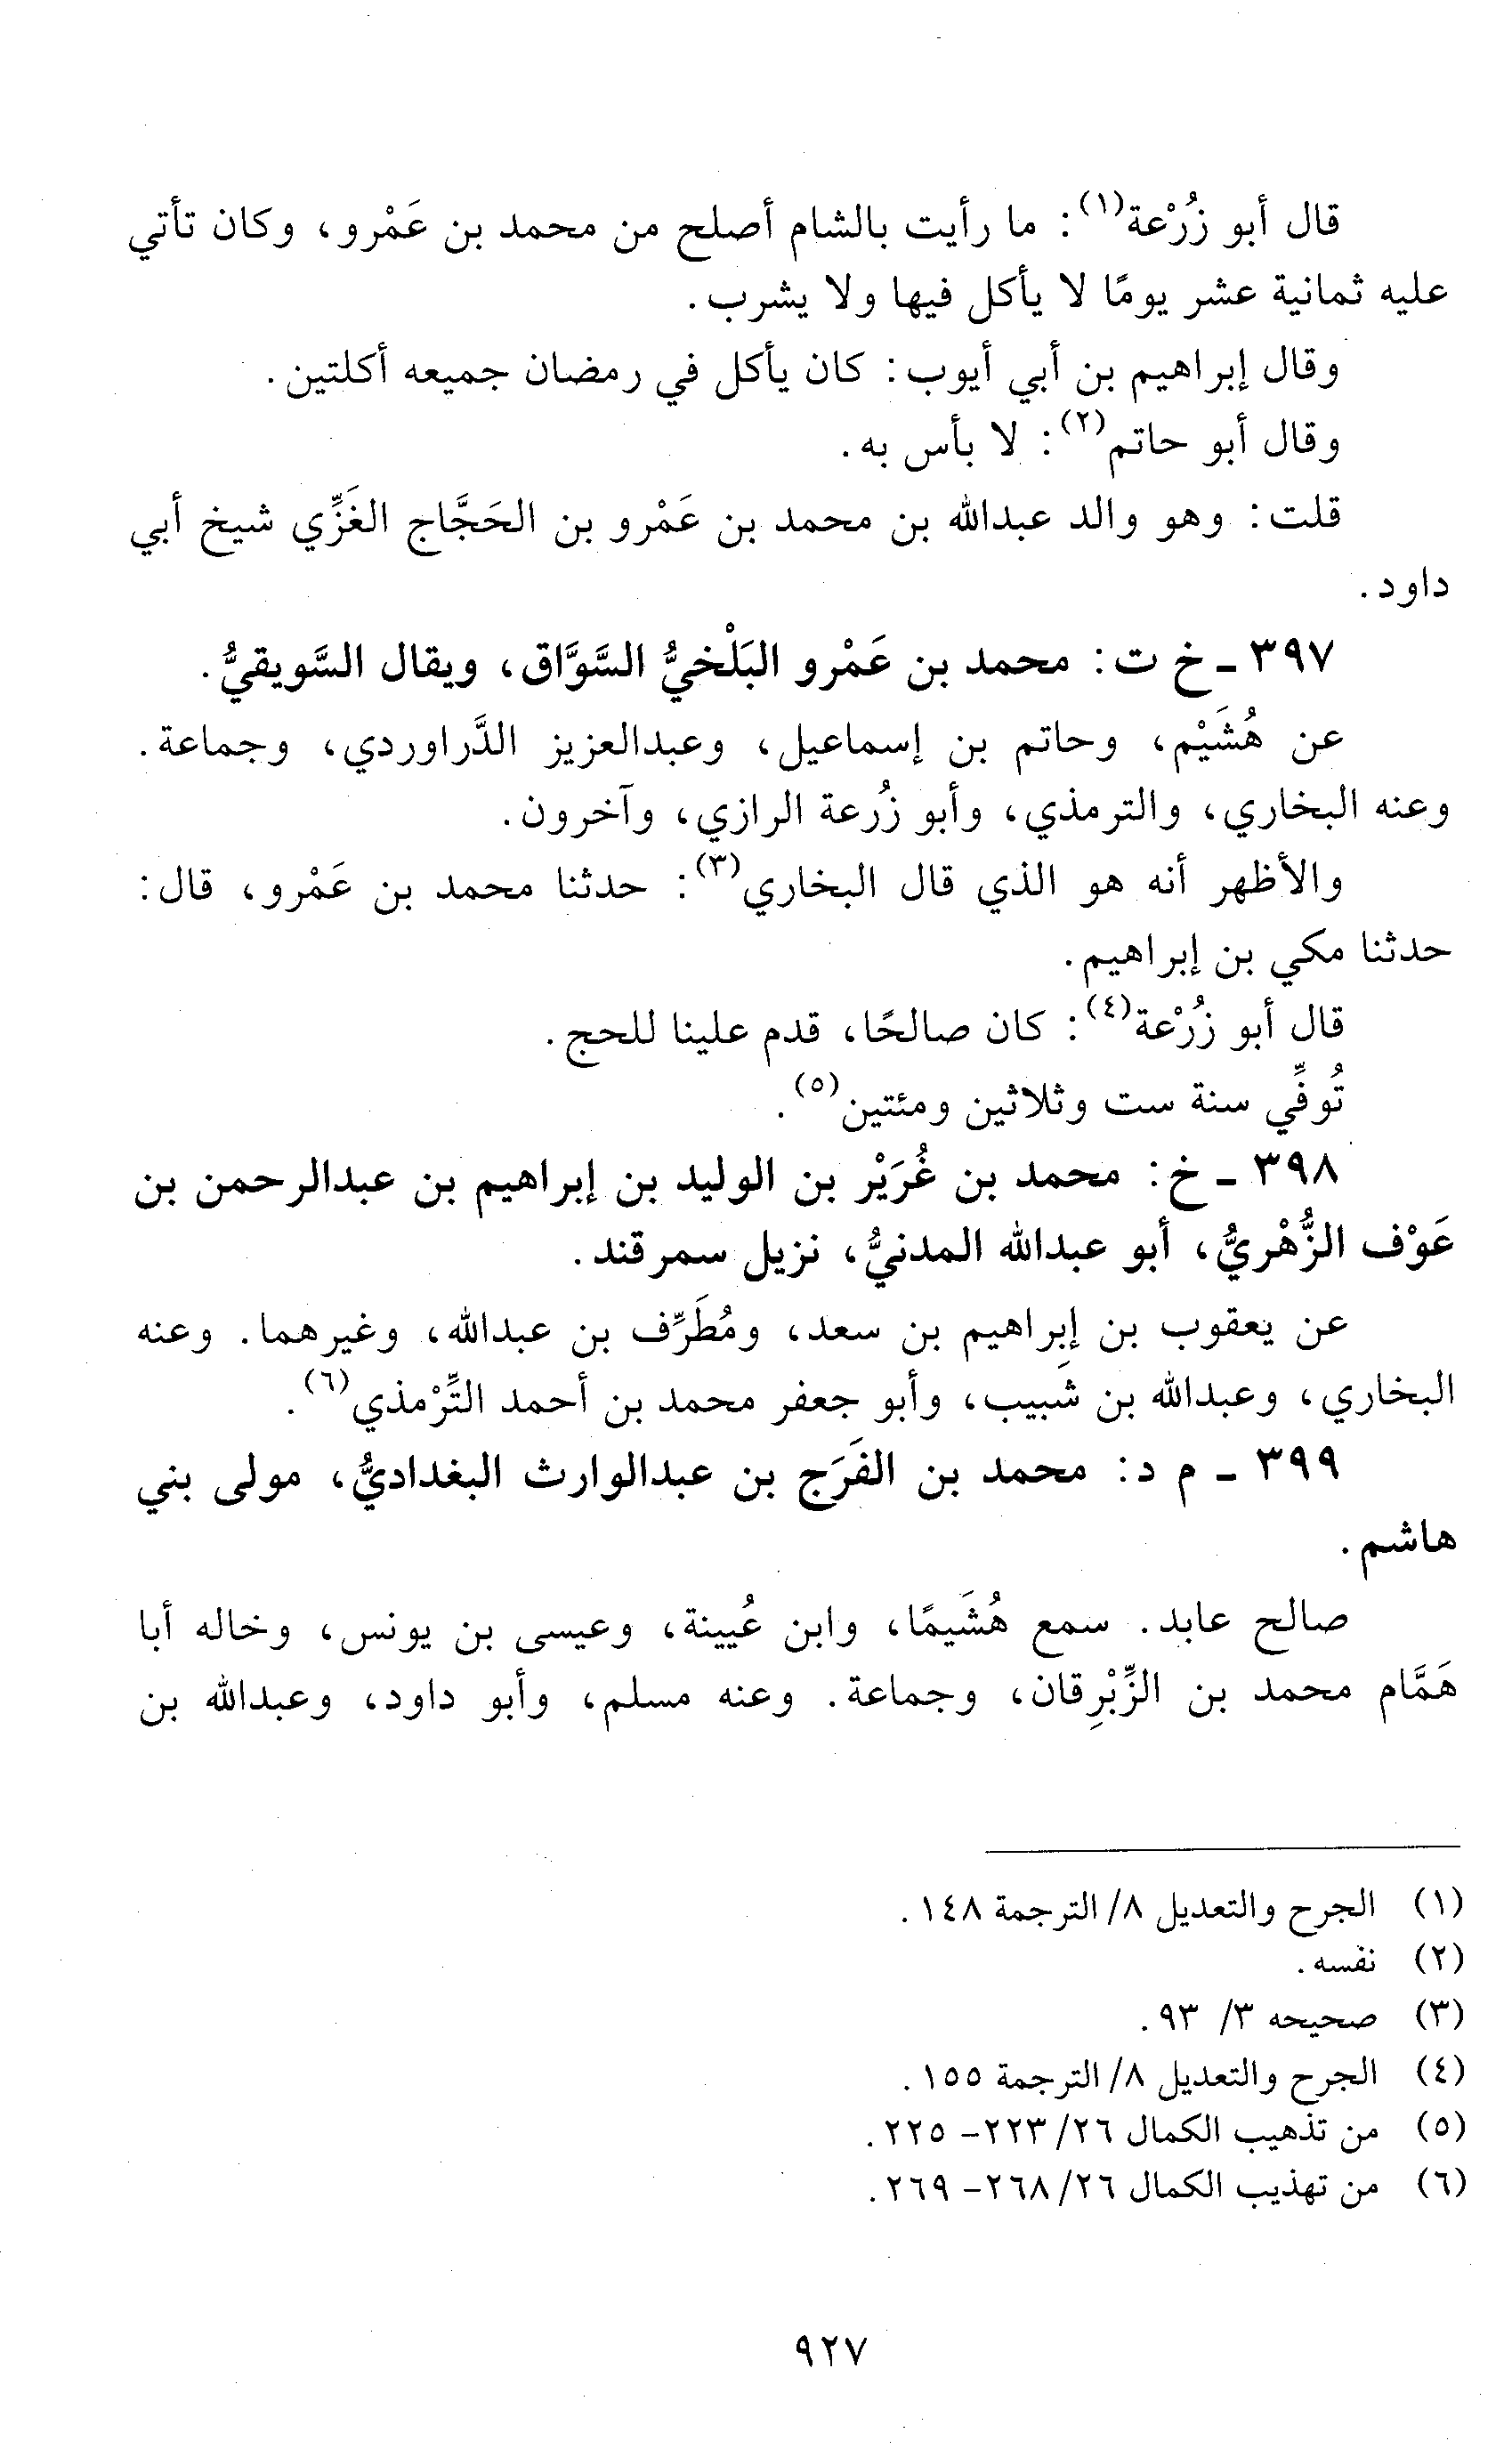 قال أبو زُرْعة(١): ما رأيت بالشام أصلح من محمد بن عَمْرو، وكان تأتي
عليه ثمانية عشر يومًا لا يأكل فيها ولا يشرب.
وقال إبراهيم بن أبي أيوب: كان يأكل في رمضان جميعه أكلتين.
وقال أبو حاتم(٢): لا بأس به.
قلت: وهو والد عبدالله بن محمد بن عَمْرو بن الحَجَّاج الغَزِّي شيخ أبي
داود.
٣٩٧ ـ خ ت: محمد بن عَمْرو البَلْخيُّ السَّوَّاق، ويقال السَّويقيُّ.
عن هُشَيْم، وحاتم بن إسماعيل، وعبدالعزيز الدَّراوردي، وجماعة.
وعنه البخاري، والترمذي، وأبو زُرعة الرازي، وآخرون.
والأظهر أنه هو الذي قال البخاري(٣): حدثنا محمد بن عَمْرو، قال:
حدثنا مكي بن إبراهيم.
قال أبو زُرْعة(٤): كان صالحًا، قدم علينا للحج.
تُوفِّي سنة ست وثلاثين ومئتين(٥).
٣٩٨ ـ خ: محمد بن غُرَيْر بن الوليد بن إبراهيم بن عبدالرحمن بن
عَوْف الزُّهْريُّ، أبو عبدالله المدنيُّ، نزيل سمرقند.
عن يعقوب بن إِبراهيم بن سعد، ومُطَرِّف بن عبدالله، وغيرهما. وعنه
البخاري، وعبدالله بن شبيب، وأبو جعفر محمد بن أحمد التِّرْمذي(٦).
٣٩٩ ـ م د: محمد بن الفَرَج بن عبدالوارث البغداديُّ، مولى بني
هاشم.
صالح عابد. سمع هُشَيمًا، وابن عُيينة، وعيسى بن يونس، وخاله أبا
هَمَّام محمد بن الزِّبْرِقان، وجماعة. وعنه مسلم، وأبو داود، وعبدالله بن
(١) الجرح والتعديل ٨/ الترجمة ١٤٨.
(٢) نفسه.
(٣) صحيحه ٣/ ٩٣.
(٤) الجرح والتعديل ٨/ الترجمة ١٥٥.
(٥) من تذهيب الكمال ٢٦/ ٢٢٣- ٢٢٥.
(٦) من تهذيب الكمال ٢٦/ ٢٦٨- ٢٦٩.
٩٢٧